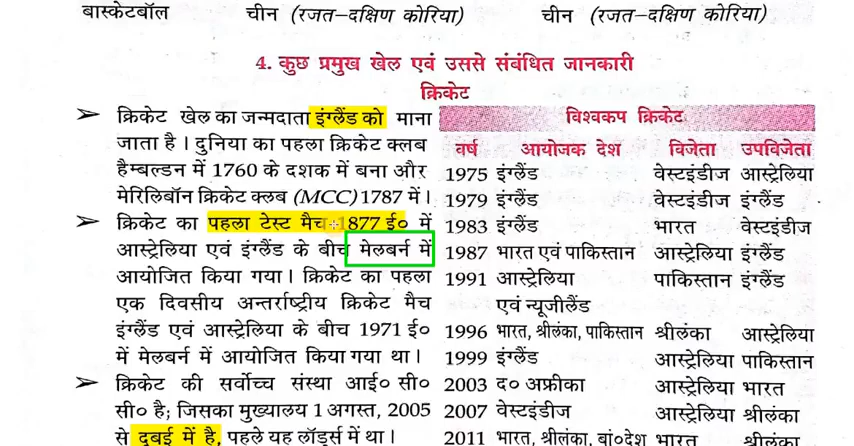 बास्केटबॉल चीन (रजत–दक्षिण कोरिया) चीन (रजत–दक्षिण कोरिया)
4. कुछ प्रमुख खेल एवं उससे संबंधित जानकारी
क्रिकेट
➢ क्रिकेट खेल का जन्मदाता इंग्लैंड को माना
जाता है। दुनिया का पहला क्रिकेट क्लब
हैम्बल्डन में 1760 के दशक में बना और
मेरिलिबॉन क्रिकेट क्लब (MCC) 1787 में।
➢ क्रिकेट का पहला टेस्ट मैच 1877 ई० में
आस्ट्रेलिया एवं इंग्लैंड के बीच मेलबर्न में
आयोजित किया गया। क्रिकेट का पहला
एक दिवसीय अन्तर्राष्ट्रीय क्रिकेट मैच
इंग्लैंड एवं आस्ट्रेलिया के बीच 1971 ई०
में मेलबर्न में आयोजित किया गया था।
➢ क्रिकेट की सर्वोच्च संस्था आई० सी०
सी० है; जिसका मुख्यालय 1 अगस्त, 2005
से दुबई में है, पहले यह लॉर्ड्स में था।
विश्वकप क्रिकेट
वर्ष आयोजक देश विजेता उपविजेता
1975 इंग्लैंड वेस्टइंडीज आस्ट्रेलिया
1979 इंग्लैंड वेस्टइंडीज इंग्लैंड
1983 इंग्लैंड भारत वेस्टइंडीज
1987 भारत एवं पाकिस्तान आस्ट्रेलिया इंग्लैंड
1991 आस्ट्रेलिया पाकिस्तान इंग्लैंड
एवं न्यूजीलैंड
1996 भारत, श्रीलंका, पाकिस्तान श्रीलंका आस्ट्रेलिया
1999 इंग्लैंड आस्ट्रेलिया पाकिस्तान
2003 द० अफ्रीका आस्ट्रेलिया भारत
2007 वेस्टइंडीज आस्ट्रेलिया श्रीलंका
2011 भारत, श्रीलंका, बां०देश भारत श्रीलंका